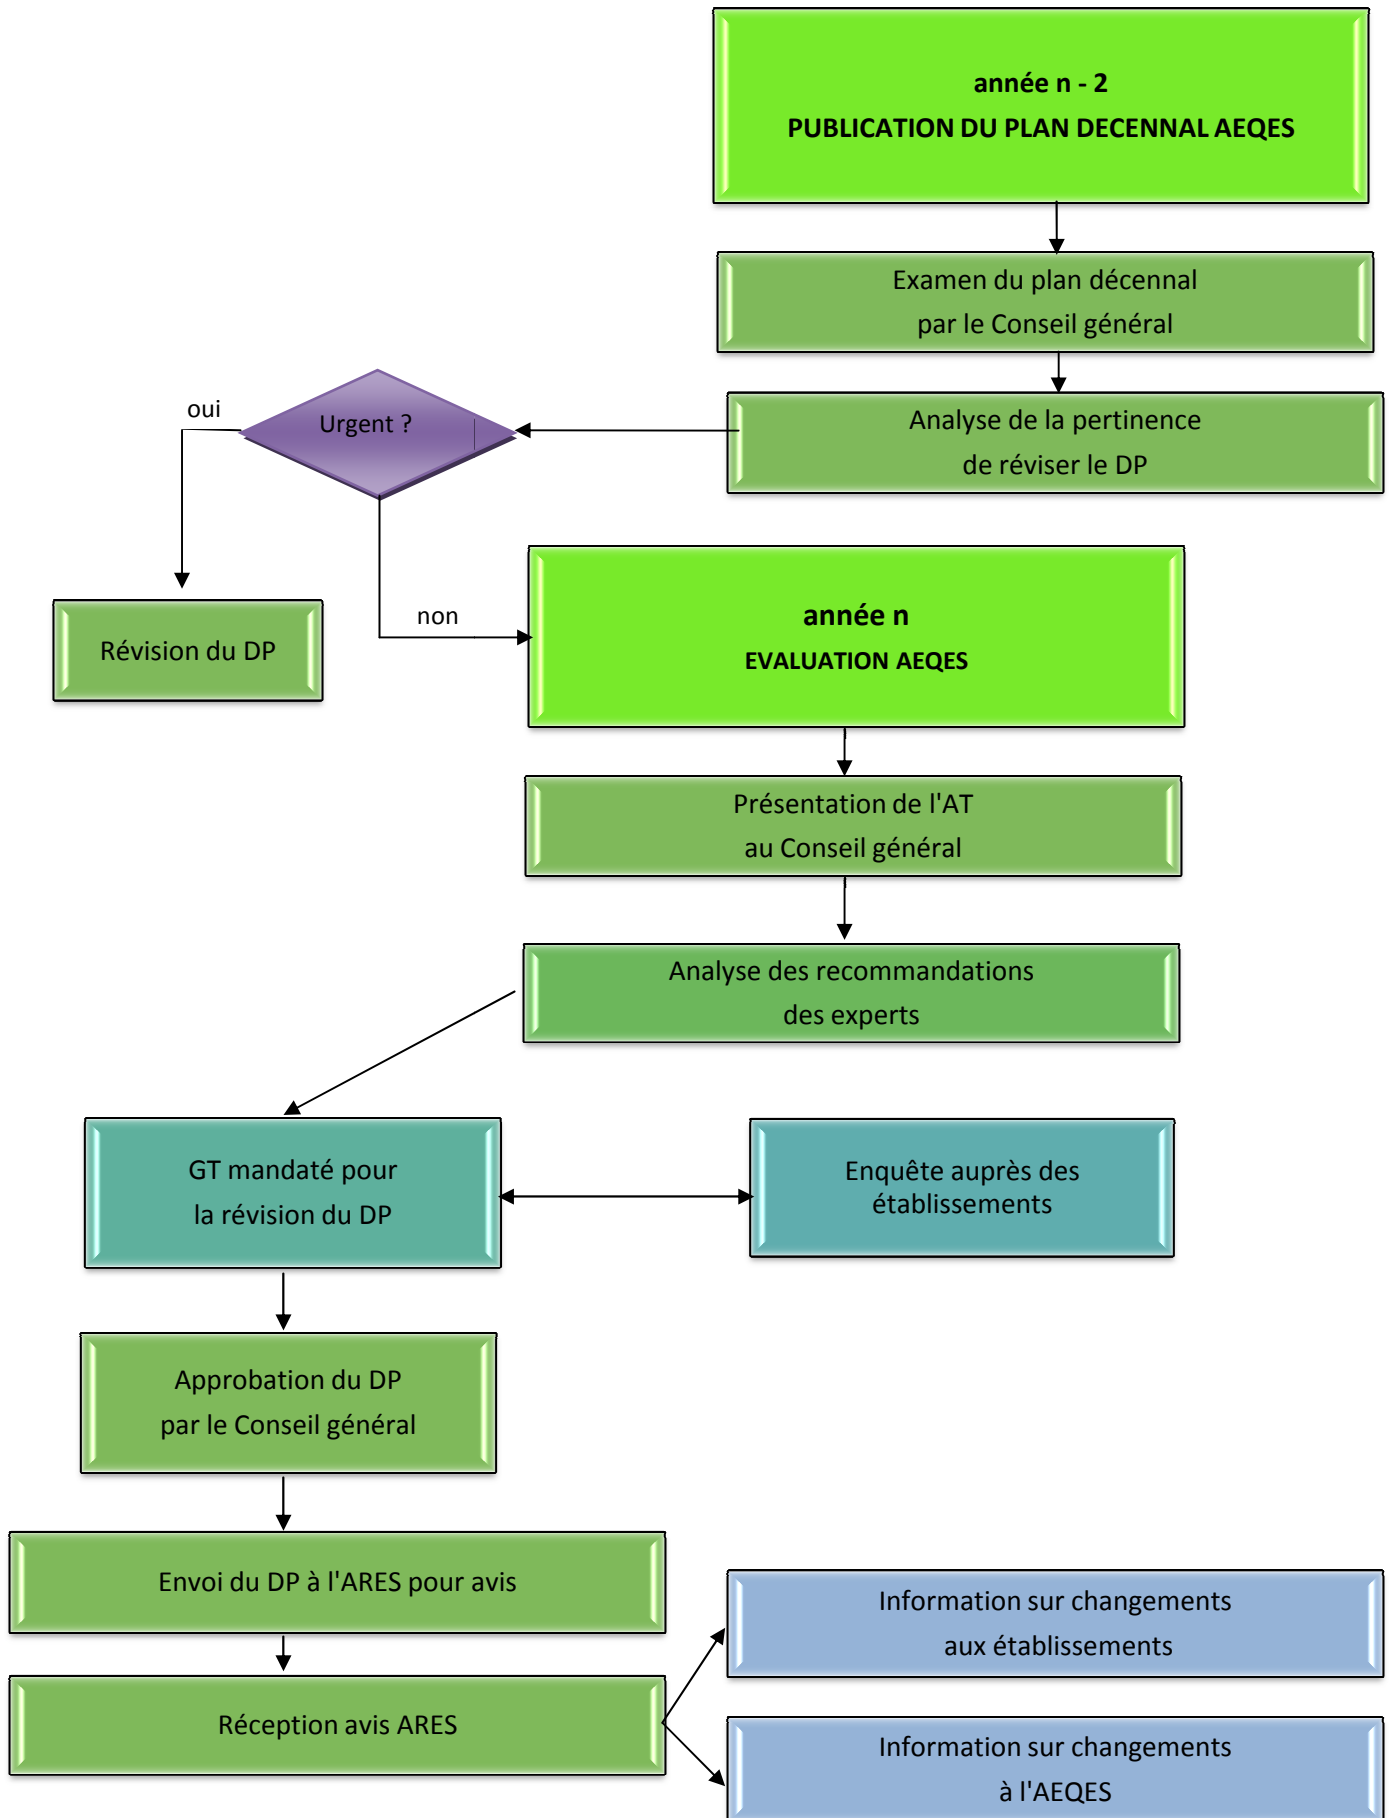 année n - 2
PUBLICATION DU PLAN DECENNAL AEQES
Examen du plan décennal
par le Conseil général
Analyse de la pertinence
de réviser le DP
Urgent ?
oui
Révision du DP
non
année n
EVALUATION AEQES
Présentation de l'AT
au Conseil général
Analyse des recommandations
des experts
GT mandaté pour
la révision du DP
Enquête auprès des
établissements
Approbation du DP
par le Conseil général
Envoi du DP à l'ARES pour avis
Réception avis ARES
Information sur changements
aux établissements
Information sur changements
à l'AEQES